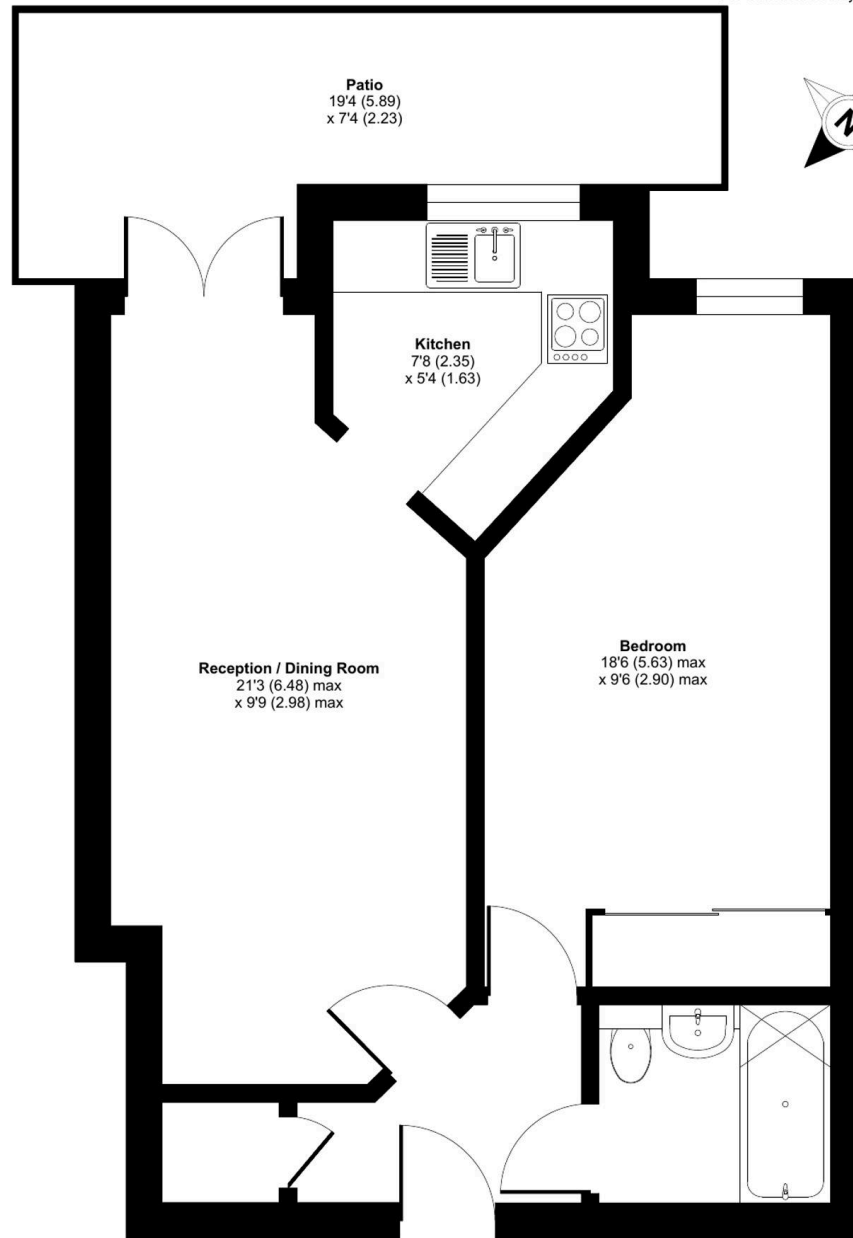 Patio
19'4 (5.89)
x 7'4 (2.23)
N
Kitchen
7'8 (2.35)
x 5'4 (1.63)
Reception / Dining Room
21'3 (6.48) max
x 9'9 (2.98) max
Bedroom
18'6 (5.63) max
x 9'6 (2.90) max